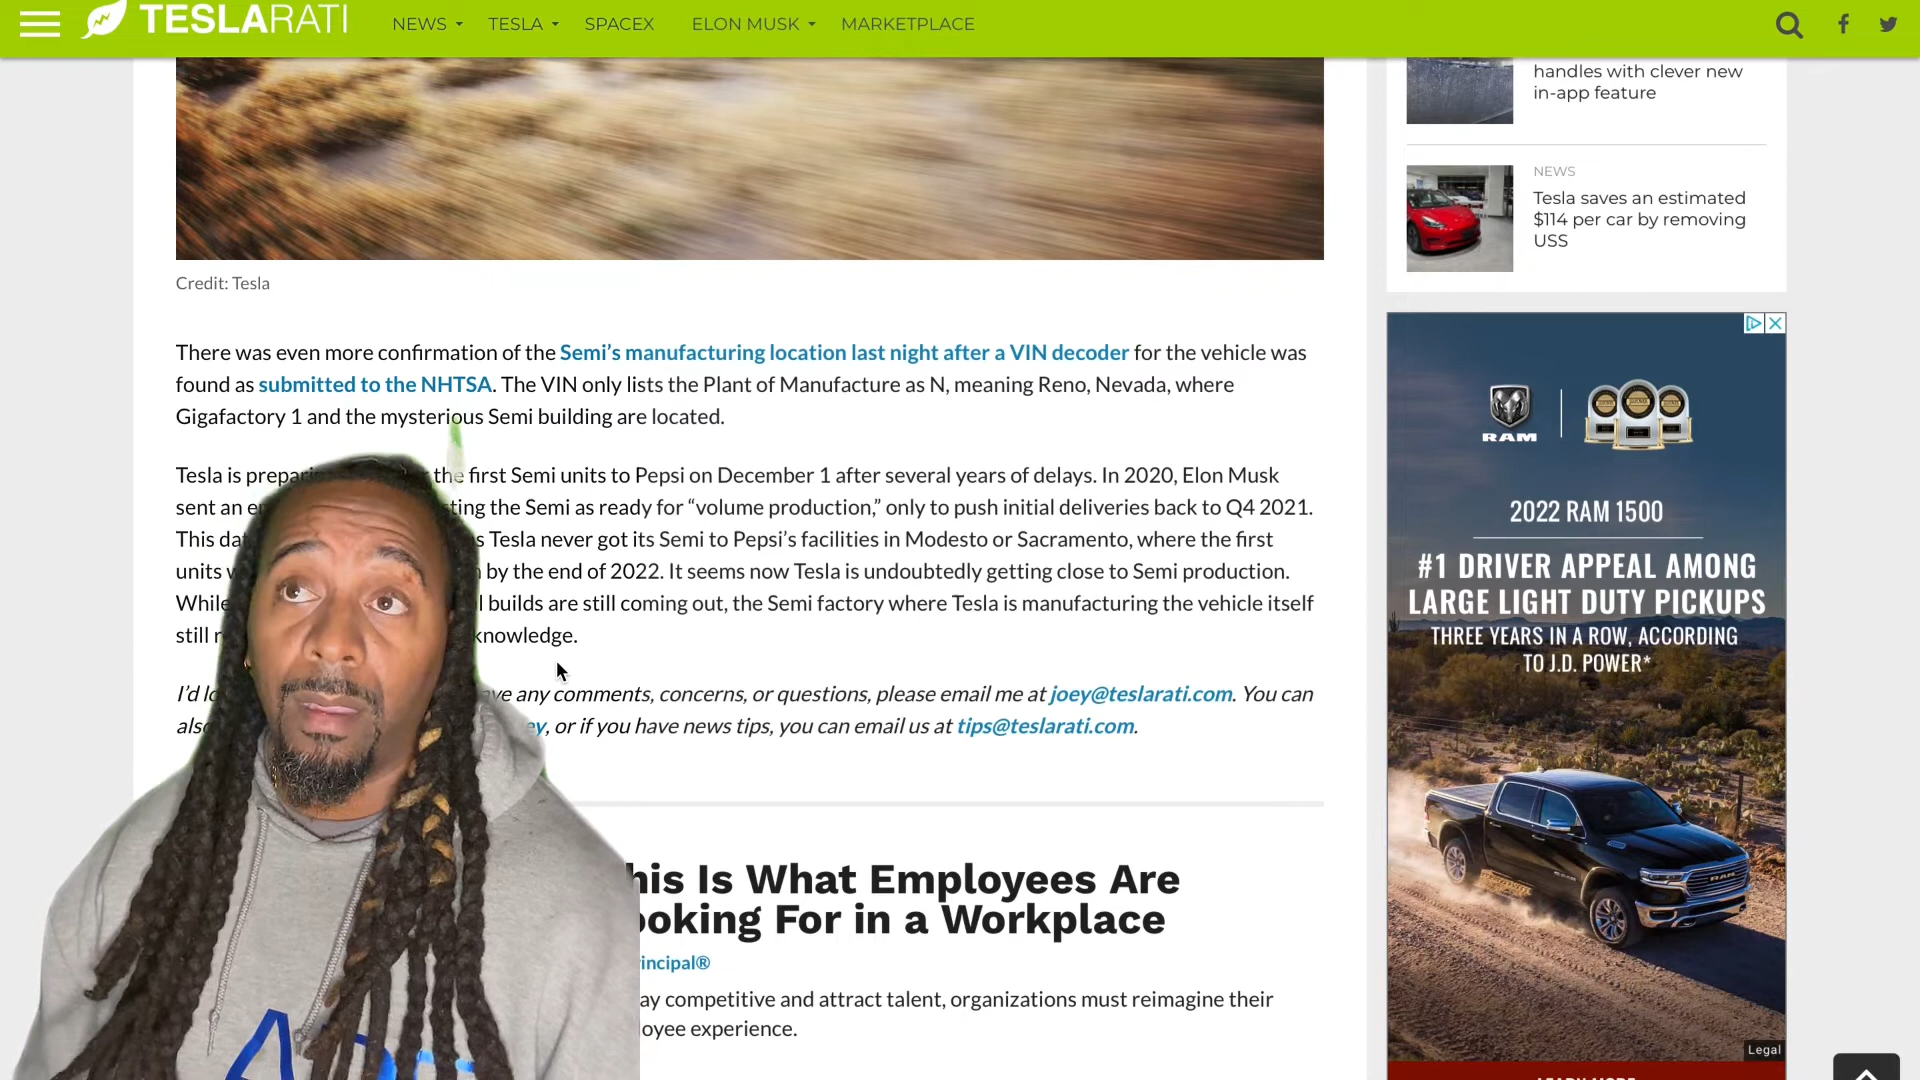 TESLARATI
NEWS
TESLA
SPACEX
ELON MUSK
MARKETPLACE
handles with clever new
in-app feature
NEWS
Tesla saves an estimated
$114 per car by removing
USS
Credit: Tesla
There was even more confirmation of the Semi’s manufacturing location last night after a VIN decoder for the vehicle was
found as submitted to the NHTSA. The VIN only lists the Plant of Manufacture as N, meaning Reno, Nevada, where
Gigafactory 1 and the mysterious Semi building are located.
Tesla is the first Semi units to Pepsi on December 1 after several years of delays. In 2020, Elon Musk
sent an the Semi as ready for “volume production,” only to push initial deliveries back to Q4 2021.
This Tesla never got its Semi to Pepsi’s facilities in Modesto or Sacramento, where the first
units by the end of 2022. It seems now Tesla is undoubtedly getting close to Semi production.
While builds are still coming out, the Semi factory where Tesla is manufacturing the vehicle itself
still knowledge.
I’d any comments, concerns, or questions, please email me at joey@teslarati.com. You can
or if you have news tips, you can email us at tips@teslarati.com.
Is What Employees Are
For in a Workplace
competitive and attract talent, organizations must reimagine their
experience.
RAM
2022 RAM 1500
#1 DRIVER APPEAL AMONG
LARGE LIGHT DUTY PICKUPS
THREE YEARS IN A ROW, ACCORDING
TO J.D. POWER*
RAM
Legal